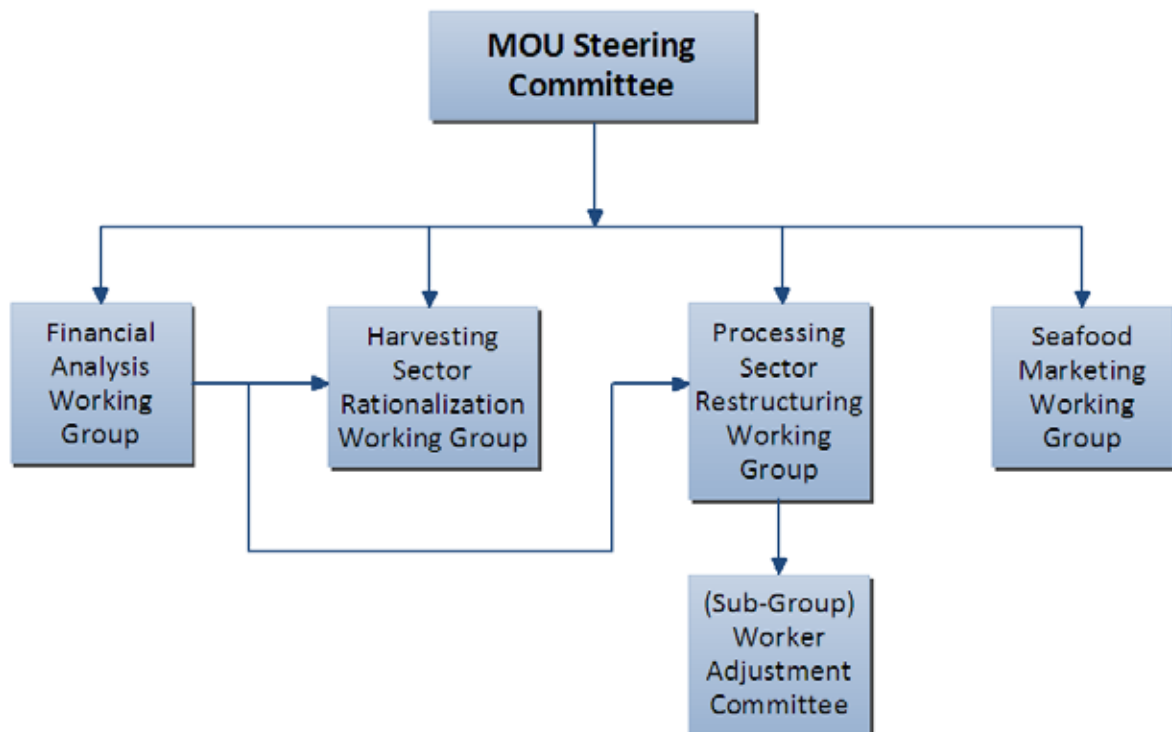 MOU Steering
Committee
Financial
Analysis
Working
Group
Harvesting
Sector
Rationalization
Working Group
Processing
Sector
Restructuring
Working
Group
Seafood
Marketing
Working
Group
(Sub-Group)
Worker
Adjustment
Committee